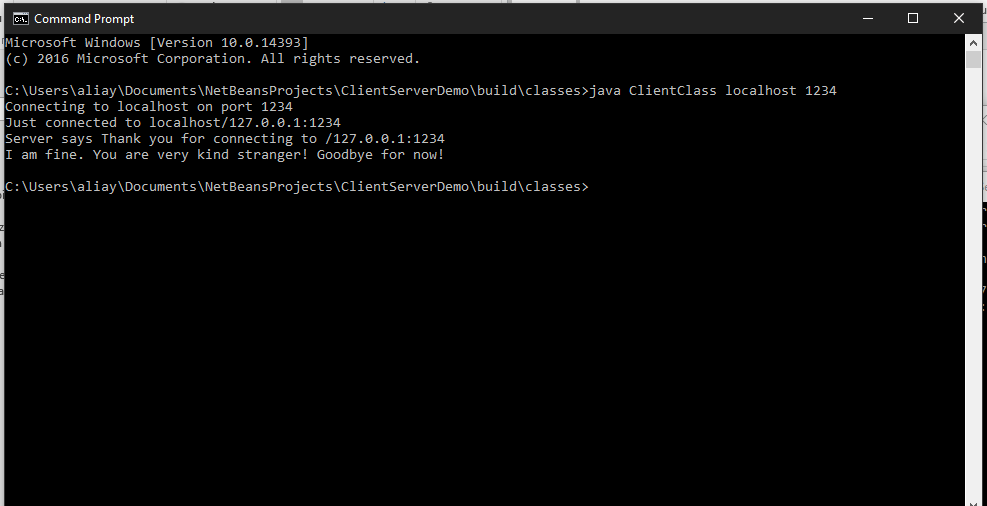 Command Prompt
Microsoft Windows [Version 10.0.14393]
(c) 2016 Microsoft Corporation. All rights reserved.
C:\Users\aliay\Documents\NetBeansProjects\ClientServerDemo\build\classes>java ClientClass localhost 1234
Connecting to localhost on port 1234
Just connected to localhost/127.0.0.1:1234
Server says Thank you for connecting to /127.0.0.1:1234
I am fine. You are very kind stranger! Goodbye for now!
C:\Users\aliay\Documents\NetBeansProjects\ClientServerDemo\build\classes>